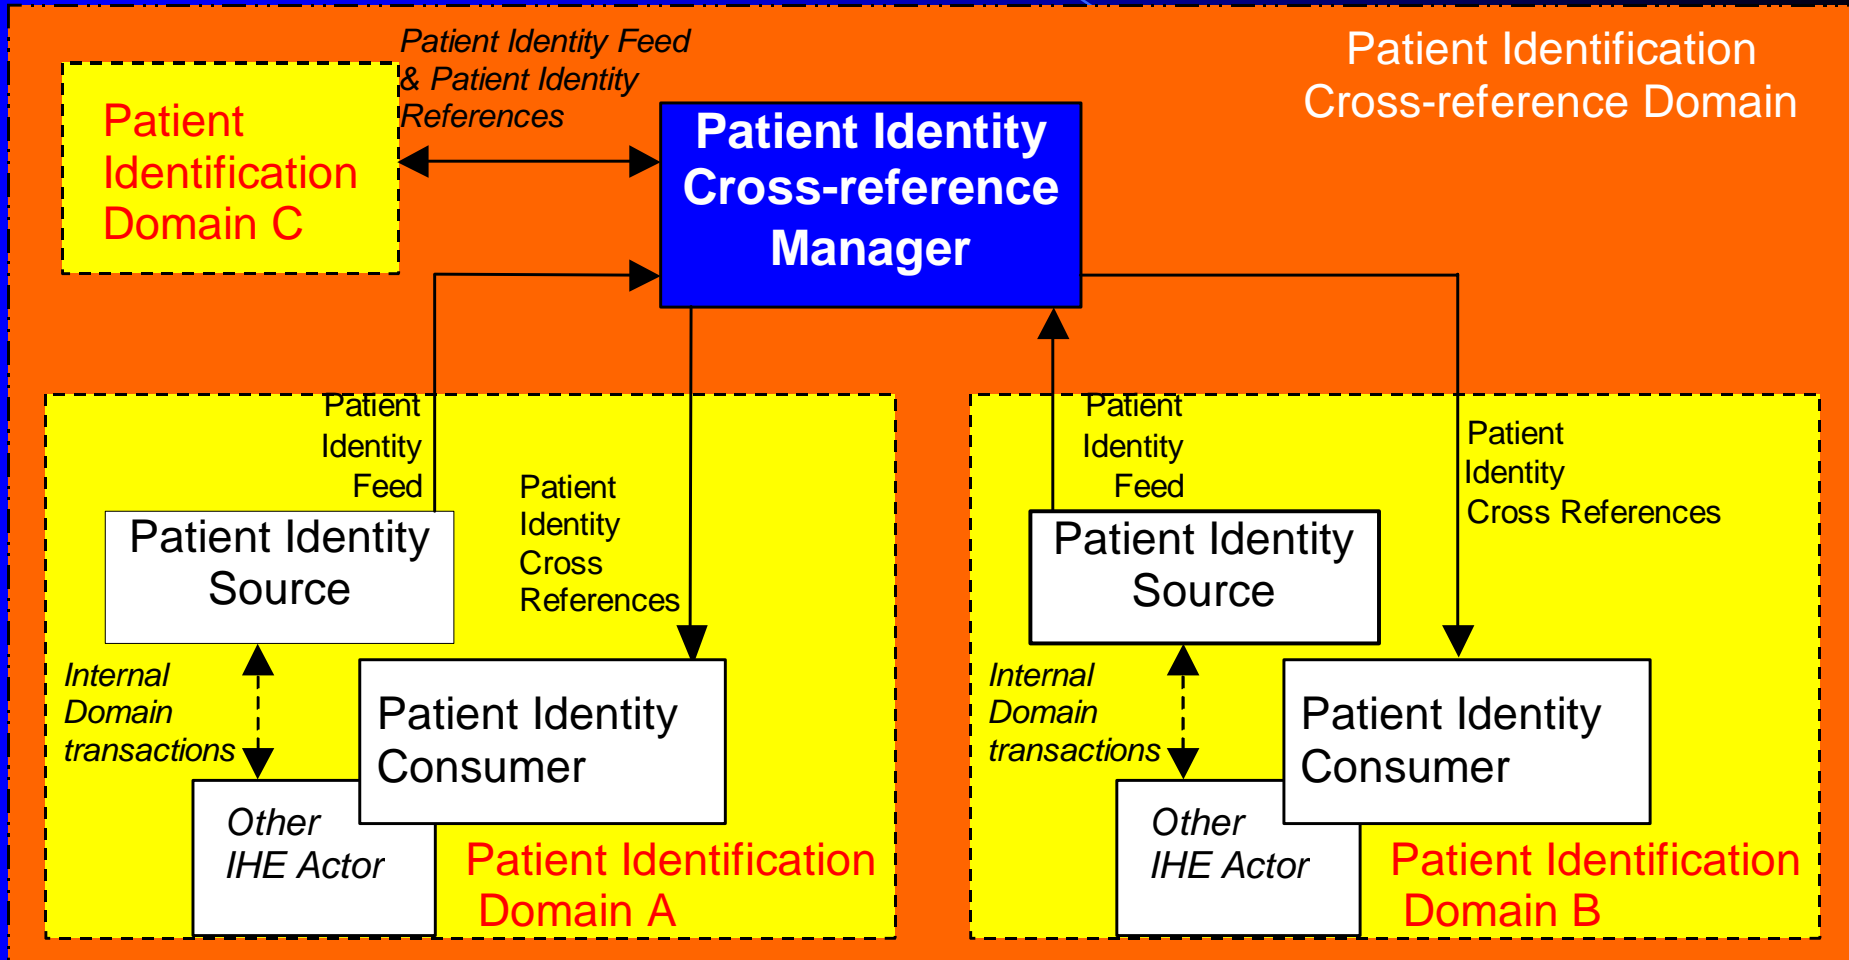 Patient Identity Feed
& Patient Identity
References
Patient Identification
Cross-reference Domain
Patient
Identification
Domain C
Patient Identity
Cross-reference
Manager
Patient
Identity
Feed
Patient
Identity
Cross
References
Patient Identity
Source
Internal
Domain
transactions
Patient Identity
Consumer
Other
IHE Actor
Patient Identification
Domain A
Patient
Identity
Feed
Patient
Identity
Cross References
Patient Identity
Source
Internal
Domain
transactions
Patient Identity
Consumer
Other
IHE Actor
Patient Identification
Domain B